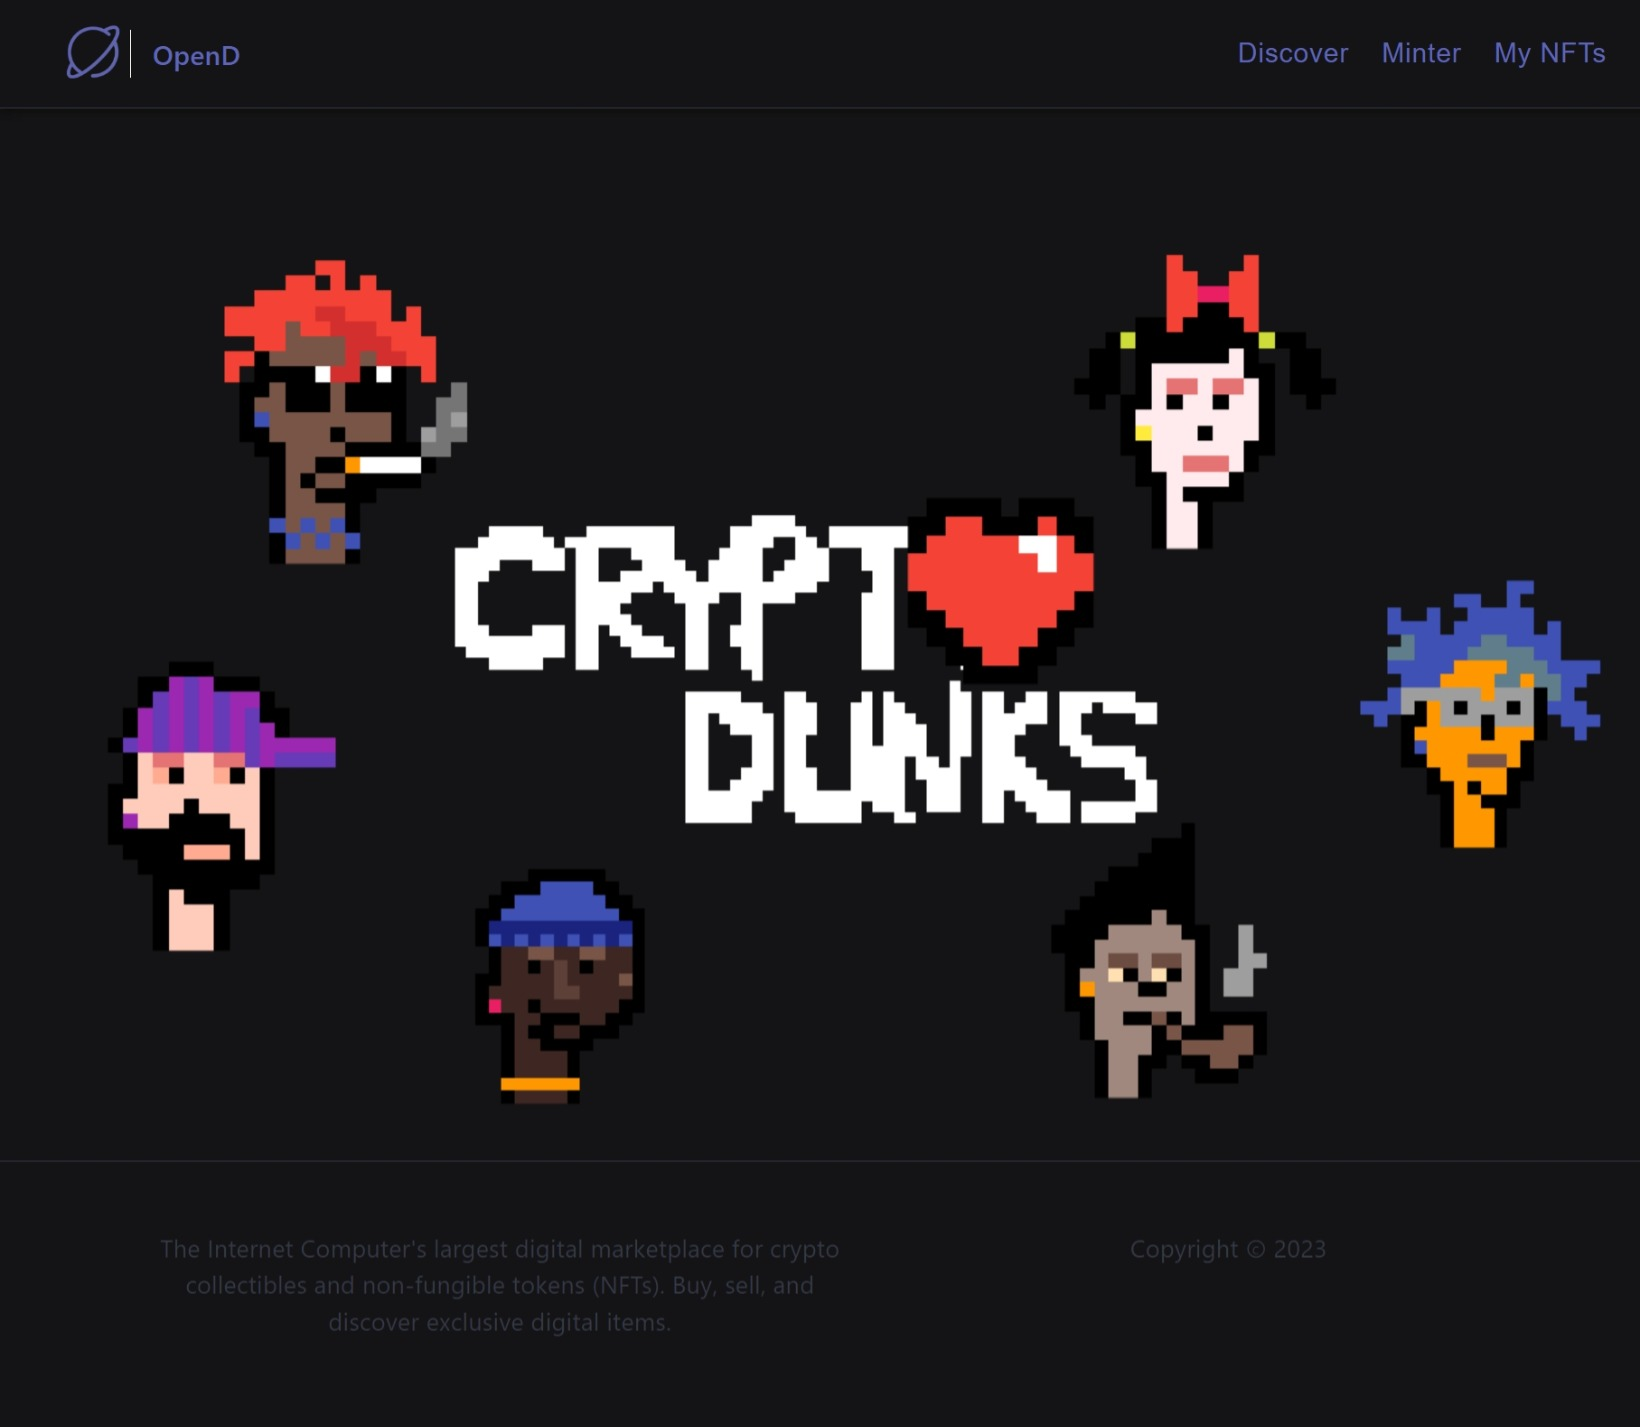 OpenD
Discover Minter My NFTs
CRYPT
DUNKS
The Internet Computer's largest digital marketplace for crypto
collectibles and non-fungible tokens (NFTs). Buy, sell, and
discover exclusive digital items.
Copyright © 2023